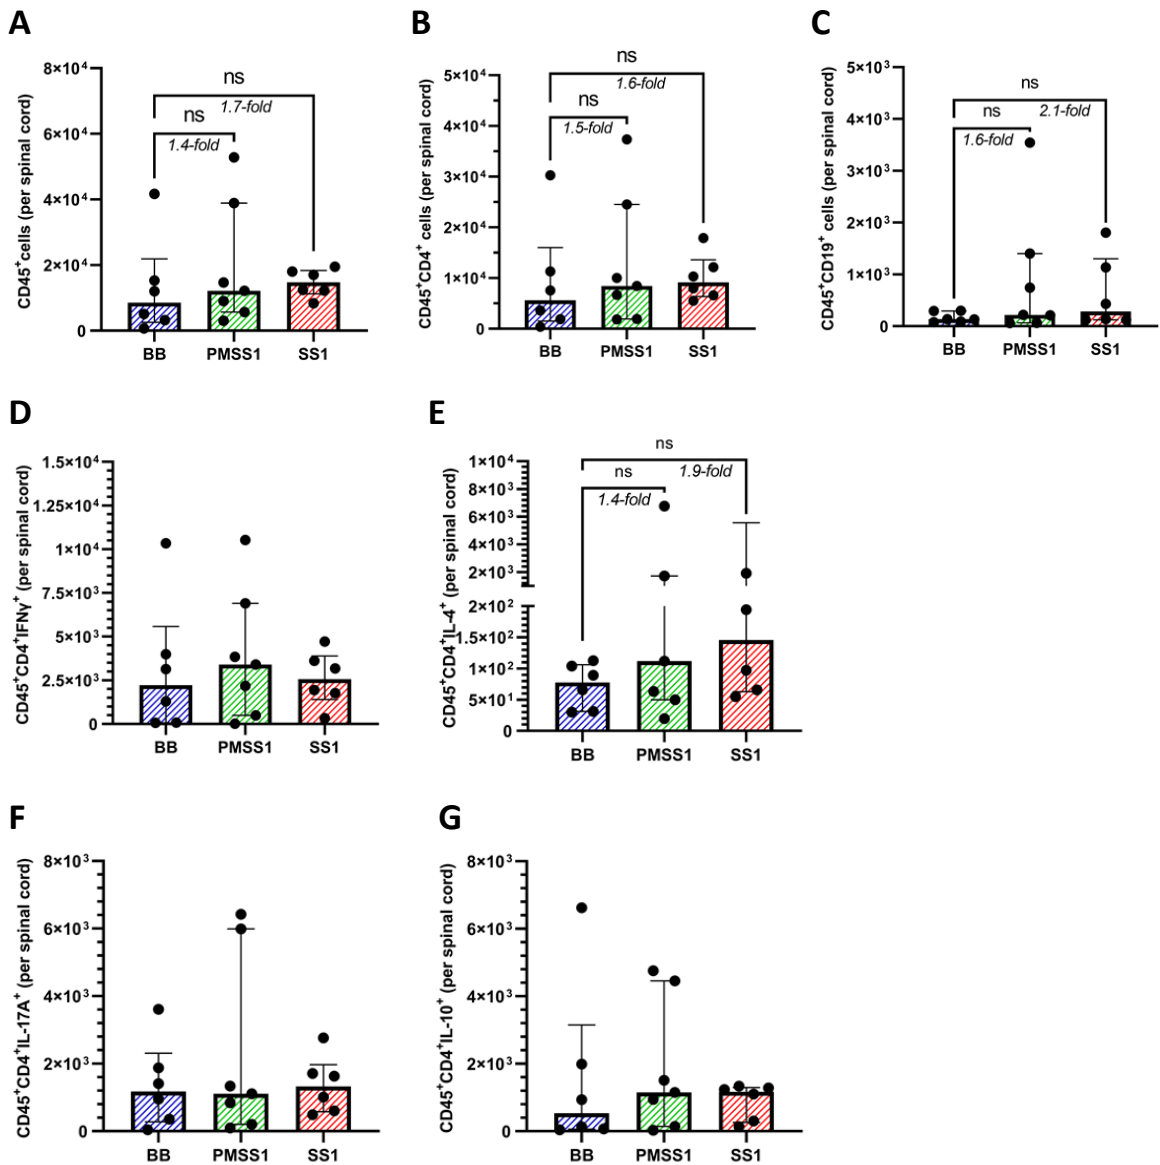 A
CD45⁺cells (per spinal cord)
8×10⁴
6×10⁴
4×10⁴
2×10⁴
0
ns
1.7-fold
ns
1.4-fold
BB
PMSS1
SS1
B
CD45⁺CD4⁺ cells (per spinal cord)
5×10⁴
4×10⁴
3×10⁴
2×10⁴
1×10⁴
0
ns
1.6-fold
ns
1.5-fold
BB
PMSS1
SS1
C
CD45⁺CD19⁺ cells (per spinal cord)
5×10³
4×10³
3×10³
2×10³
1×10³
0
ns
2.1-fold
ns
1.6-fold
BB
PMSS1
SS1
D
CD45⁺CD4⁺IFNγ⁺ (per spinal cord)
1.5×10⁴
1.25×10⁴
1×10⁴
7.5×10³
5×10³
2.5×10³
0
BB
PMSS1
SS1
E
CD45⁺CD4⁺IL-4⁺ (per spinal cord)
1×10⁴
8×10³
6×10³
4×10³
2×10³
2×10²
1.5×10²
1×10²
5×10¹
0
ns
1.9-fold
ns
1.4-fold
BB
PMSS1
SS1
F
CD45⁺CD4⁺IL-17A⁺ (per spinal cord)
8×10³
6×10³
4×10³
2×10³
0
BB
PMSS1
SS1
G
CD45⁺CD4⁺IL-10⁺ (per spinal cord)
8×10³
6×10³
4×10³
2×10³
0
BB
PMSS1
SS1